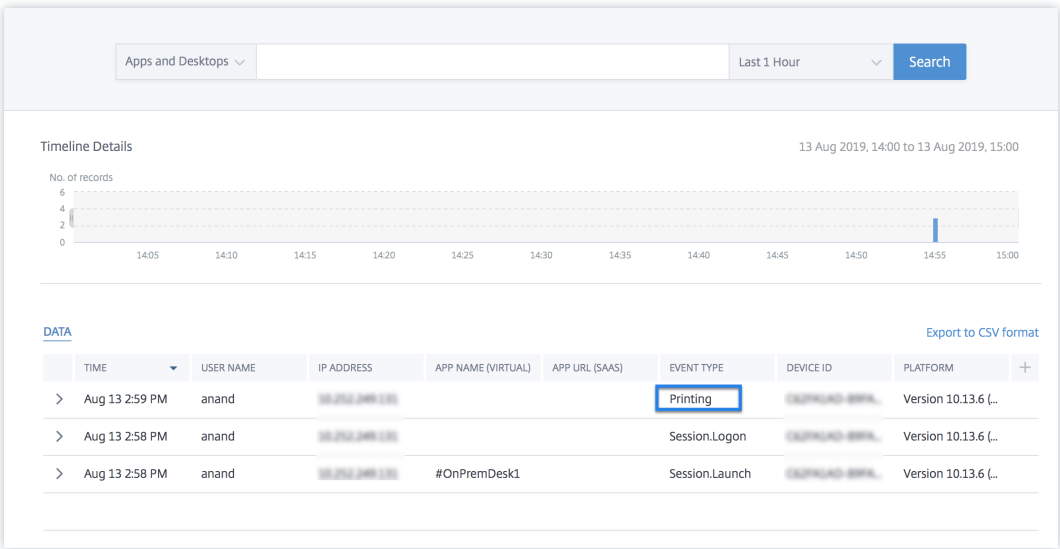 Apps and Desktops Last 1 Hour Search
Timeline Details 13 Aug 2019, 14:00 to 13 Aug 2019, 15:00
No. of records
6
4
2
0
14:05 14:10 14:15 14:20 14:25 14:30 14:35 14:40 14:45 14:50 14:55 15:00
DATA Export to CSV format
TIME USER NAME IP ADDRESS APP NAME (VIRTUAL) APP URL (SAAS) EVENT TYPE DEVICE ID PLATFORM +
Aug 13 2:59 PM anand Printing Version 10.13.6 (...
Aug 13 2:58 PM anand Session.Logon Version 10.13.6 (...
Aug 13 2:58 PM anand #OnPremDesk1 Session.Launch Version 10.13.6 (...